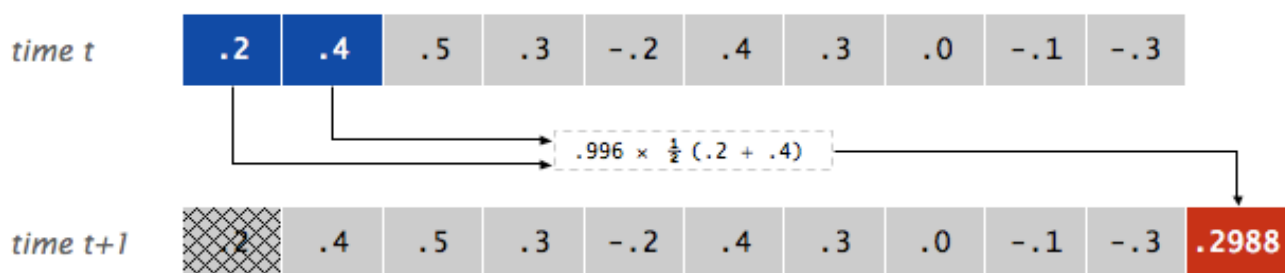 time t .2 .4 .5 .3 -.2 .4 .3 .0 -.1 -.3
.996 × ½ (.2 + .4)
time t+1 .2 .4 .5 .3 -.2 .4 .3 .0 -.1 -.3 .2988